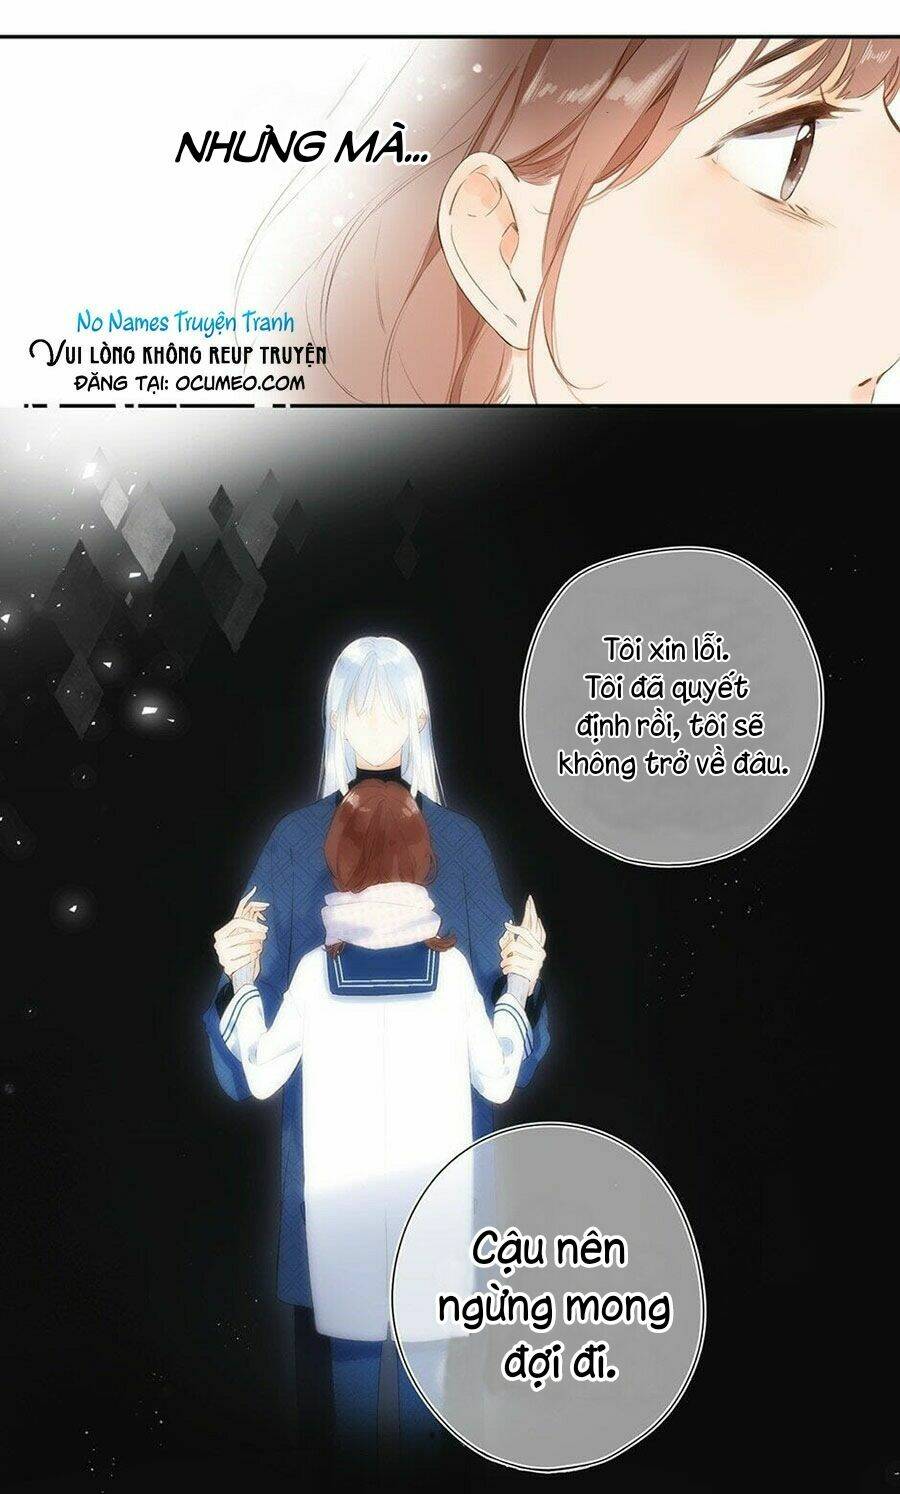 NHƯNG MÀ...
No Names Truyện Tranh
VUI LÒNG KHÔNG REUP TRUYỆN
ĐĂNG TẠI: OCUMEO.COM
Tôi xin lỗi.
Tôi đã quyết
định rồi, tôi sẽ
không trở về đâu.
Cậu nên
ngừng mong
đợi đi.